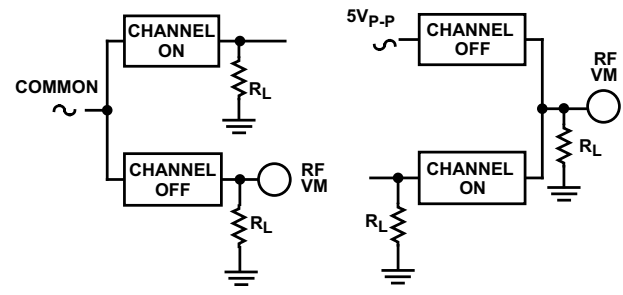 CHANNEL
ON
COMMON
RL
CHANNEL
OFF
RF
VM
RL
5VP-P
CHANNEL
OFF
RF
VM
RL
CHANNEL
ON
RL